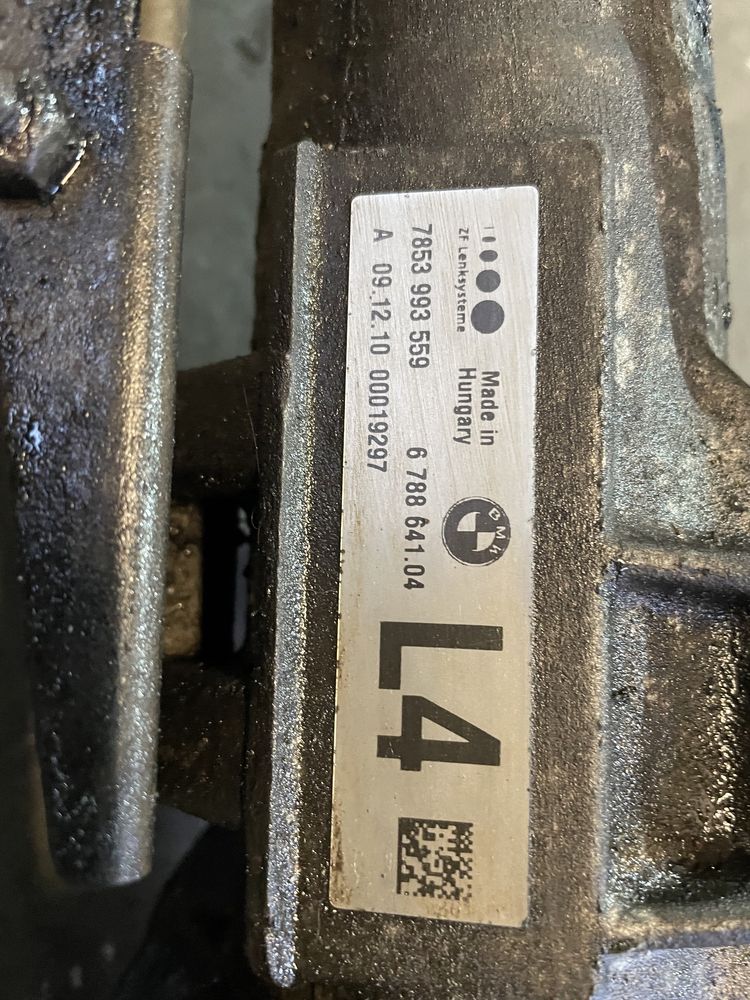 ZF Lenksysteme
Made in
Hungary
BMW
7853 993 559 6 788 641.04
A 09.12.10 00019297
L4